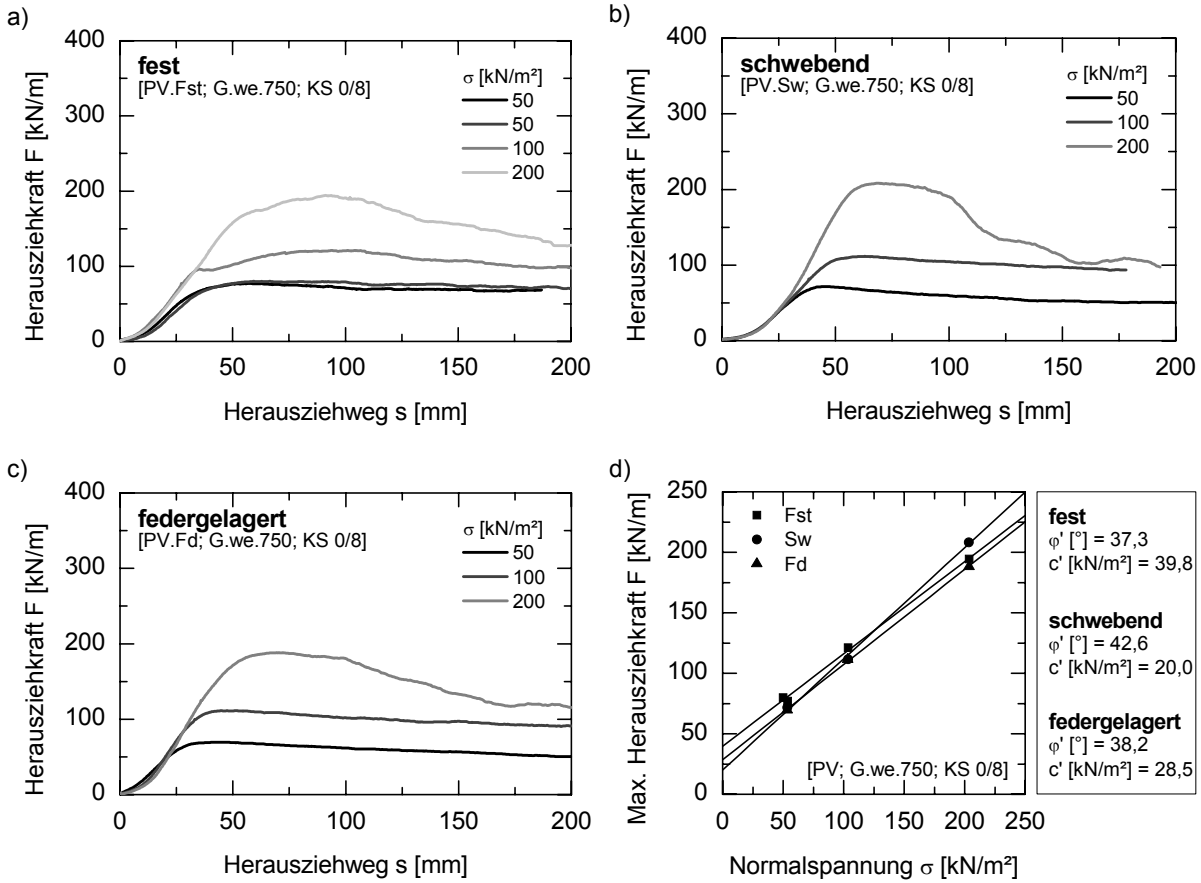 a)
Herausziehkraft F [kN/m]
400
300
200
100
0
fest
[PV.Fst; G.we.750; KS 0/8]
σ [kN/m²]
50
50
100
200
0 50 100 150 200
Herausziehweg s [mm]
b)
Herausziehkraft F [kN/m]
400
300
200
100
0
schwebend
[PV.Sw; G.we.750; KS 0/8]
σ [kN/m²]
50
100
200
0 50 100 150 200
Herausziehweg s [mm]
c)
Herausziehkraft F [kN/m]
400
300
200
100
0
federgelagert
[PV.Fd; G.we.750; KS 0/8]
σ [kN/m²]
50
100
200
0 50 100 150 200
Herausziehweg s [mm]
d)
Max. Herausziehkraft F [kN/m]
250
200
150
100
50
0
Fst
Sw
Fd
[PV; G.we.750; KS 0/8]
0 25 50 75 100 125 150 175 200 225 250
Normalspannung σ [kN/m²]
fest
φ' [°] = 37,3
c' [kN/m²] = 39,8
schwebend
φ' [°] = 42,6
c' [kN/m²] = 20,0
federgelagert
φ' [°] = 38,2
c' [kN/m²] = 28,5